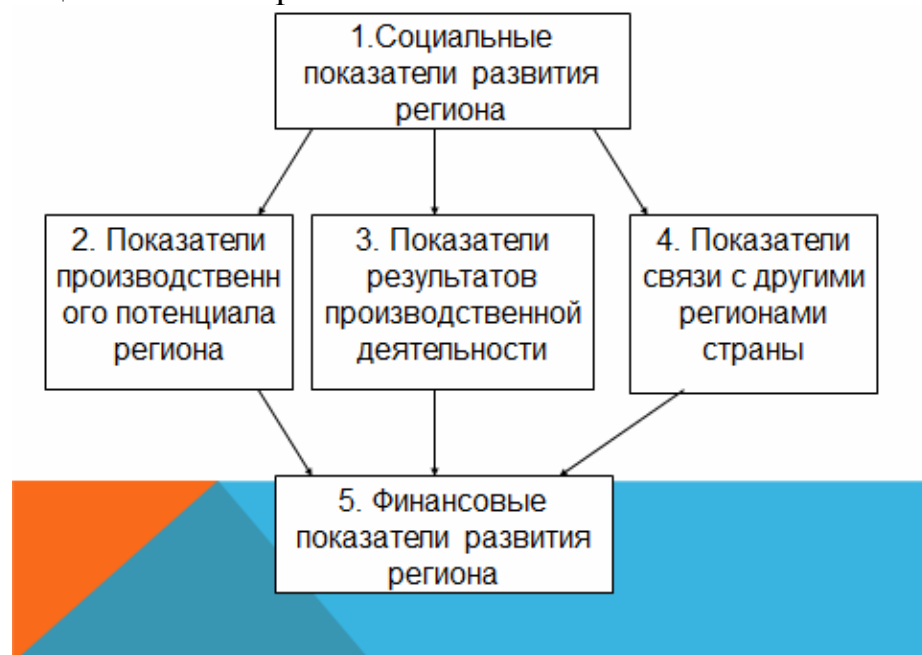 1.Социальные
показатели развития
региона
2. Показатели
производственн
ого потенциала
региона
3. Показатели
результатов
производственной
деятельности
4. Показатели
связи с другими
регионами
страны
5. Финансовые
показатели развития
региона